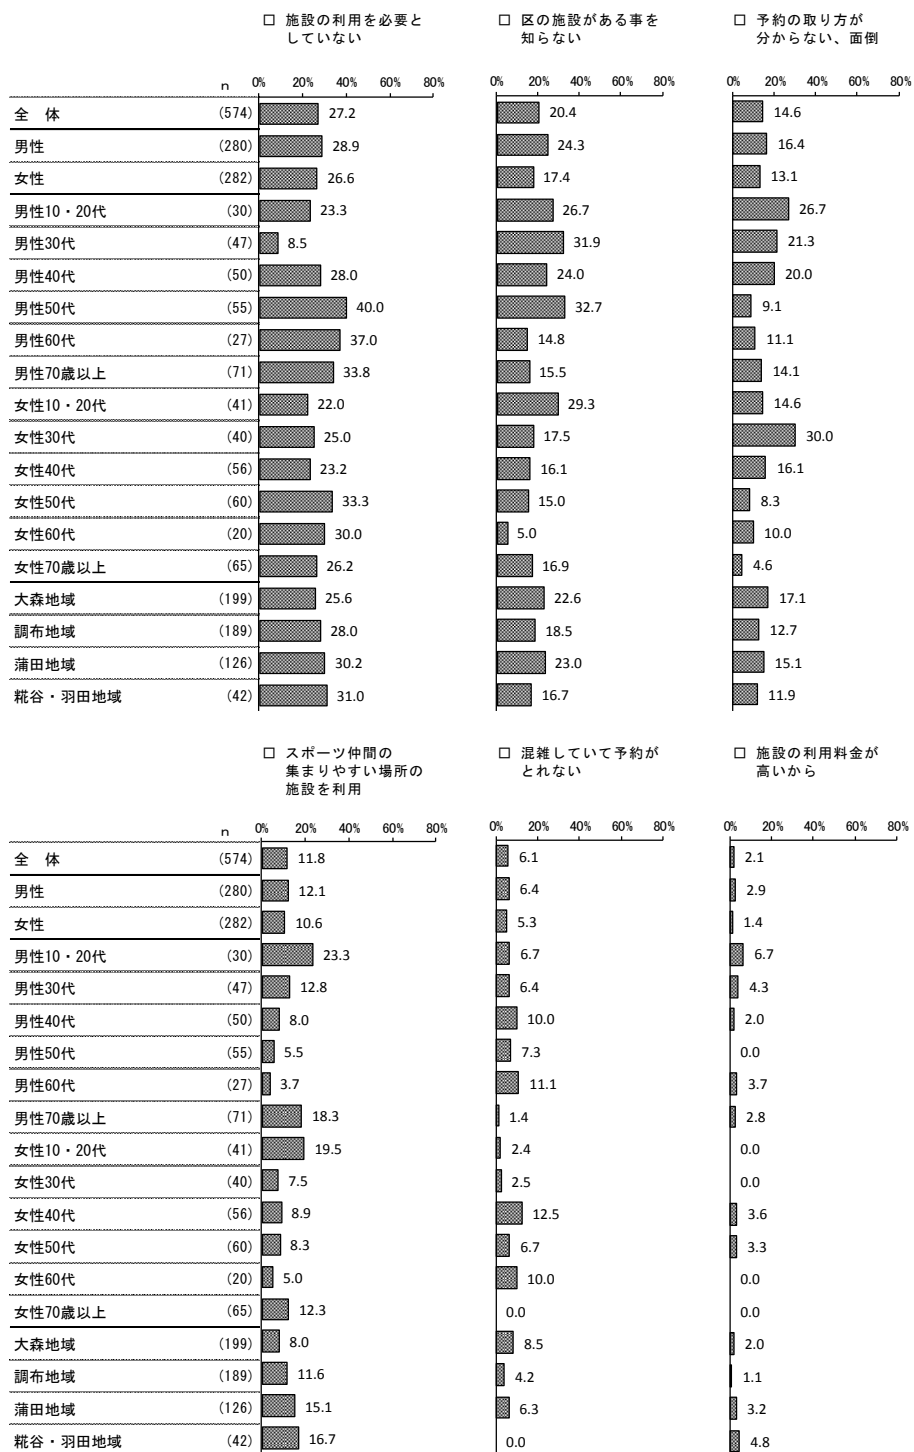 □ 施設の利用を必要と
していない
□ 区の施設がある事を
知らない
□ 予約の取り方が
分からない、面倒
n 0% 20% 40% 60% 80% 0% 20% 40% 60% 80% 0% 20% 40% 60% 80%
全 体 (574) 27.2 20.4 14.6
男性 (280) 28.9 24.3 16.4
女性 (282) 26.6 17.4 13.1
男性10・20代 (30) 23.3 26.7 26.7
男性30代 (47) 8.5 31.9 21.3
男性40代 (50) 28.0 24.0 20.0
男性50代 (55) 40.0 32.7 9.1
男性60代 (27) 37.0 14.8 11.1
男性70歳以上 (71) 33.8 15.5 14.1
女性10・20代 (41) 22.0 29.3 14.6
女性30代 (40) 25.0 17.5 30.0
女性40代 (56) 23.2 16.1 16.1
女性50代 (60) 33.3 15.0 8.3
女性60代 (20) 30.0 5.0 10.0
女性70歳以上 (65) 26.2 16.9 4.6
大森地域 (199) 25.6 22.6 17.1
調布地域 (189) 28.0 18.5 12.7
蒲田地域 (126) 30.2 23.0 15.1
糀谷・羽田地域 (42) 31.0 16.7 11.9
□ スポーツ仲間の
集まりやすい場所の
施設を利用
□ 混雑していて予約が
とれない
□ 施設の利用料金が
高いから
n 0% 20% 40% 60% 80% 0% 20% 40% 60% 80% 0% 20% 40% 60% 80%
全 体 (574) 11.8 6.1 2.1
男性 (280) 12.1 6.4 2.9
女性 (282) 10.6 5.3 1.4
男性10・20代 (30) 23.3 6.7 6.7
男性30代 (47) 12.8 6.4 4.3
男性40代 (50) 8.0 10.0 2.0
男性50代 (55) 5.5 7.3 0.0
男性60代 (27) 3.7 11.1 3.7
男性70歳以上 (71) 18.3 1.4 2.8
女性10・20代 (41) 19.5 2.4 0.0
女性30代 (40) 7.5 2.5 0.0
女性40代 (56) 8.9 12.5 3.6
女性50代 (60) 8.3 6.7 3.3
女性60代 (20) 5.0 10.0 0.0
女性70歳以上 (65) 12.3 0.0 0.0
大森地域 (199) 8.0 8.5 2.0
調布地域 (189) 11.6 4.2 1.1
蒲田地域 (126) 15.1 6.3 3.2
糀谷・羽田地域 (42) 16.7 0.0 4.8